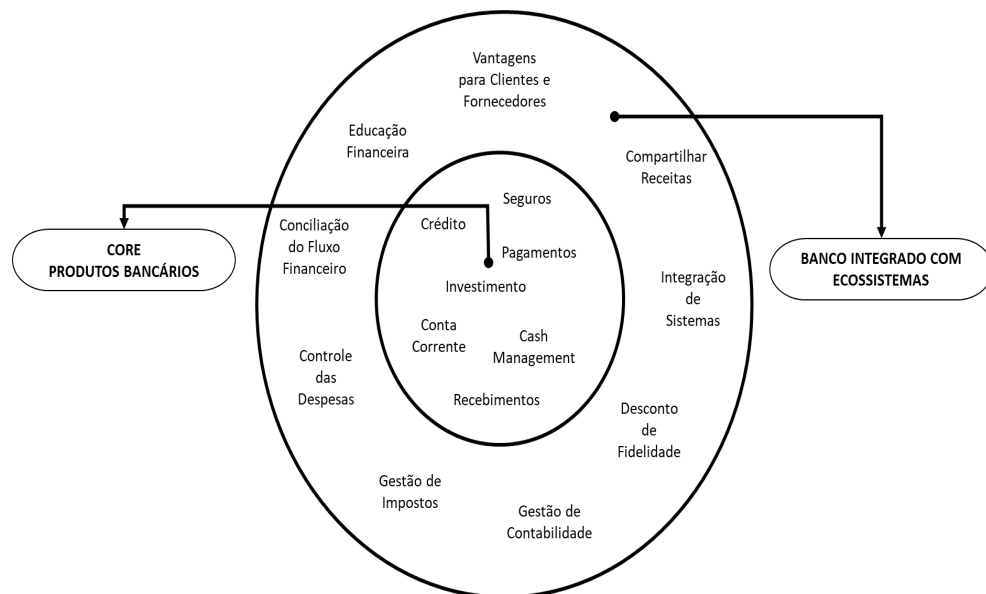 Vantagens
para Clientes e
Fornecedores
Educação
Financeira
Compartilhar
Receitas
Seguros
Crédito
Conciliação
do Fluxo
Financeiro
CORE
PRODUTOS BANCÁRIOS
Pagamentos
BANCO INTEGRADO COM
ECOSSISTEMAS
Investimento
Integração
de
Sistemas
Conta
Corrente
Cash
Management
Controle
das
Despesas
Recebimentos
Desconto
de
Fidelidade
Gestão de
Impostos
Gestão de
Contabilidade